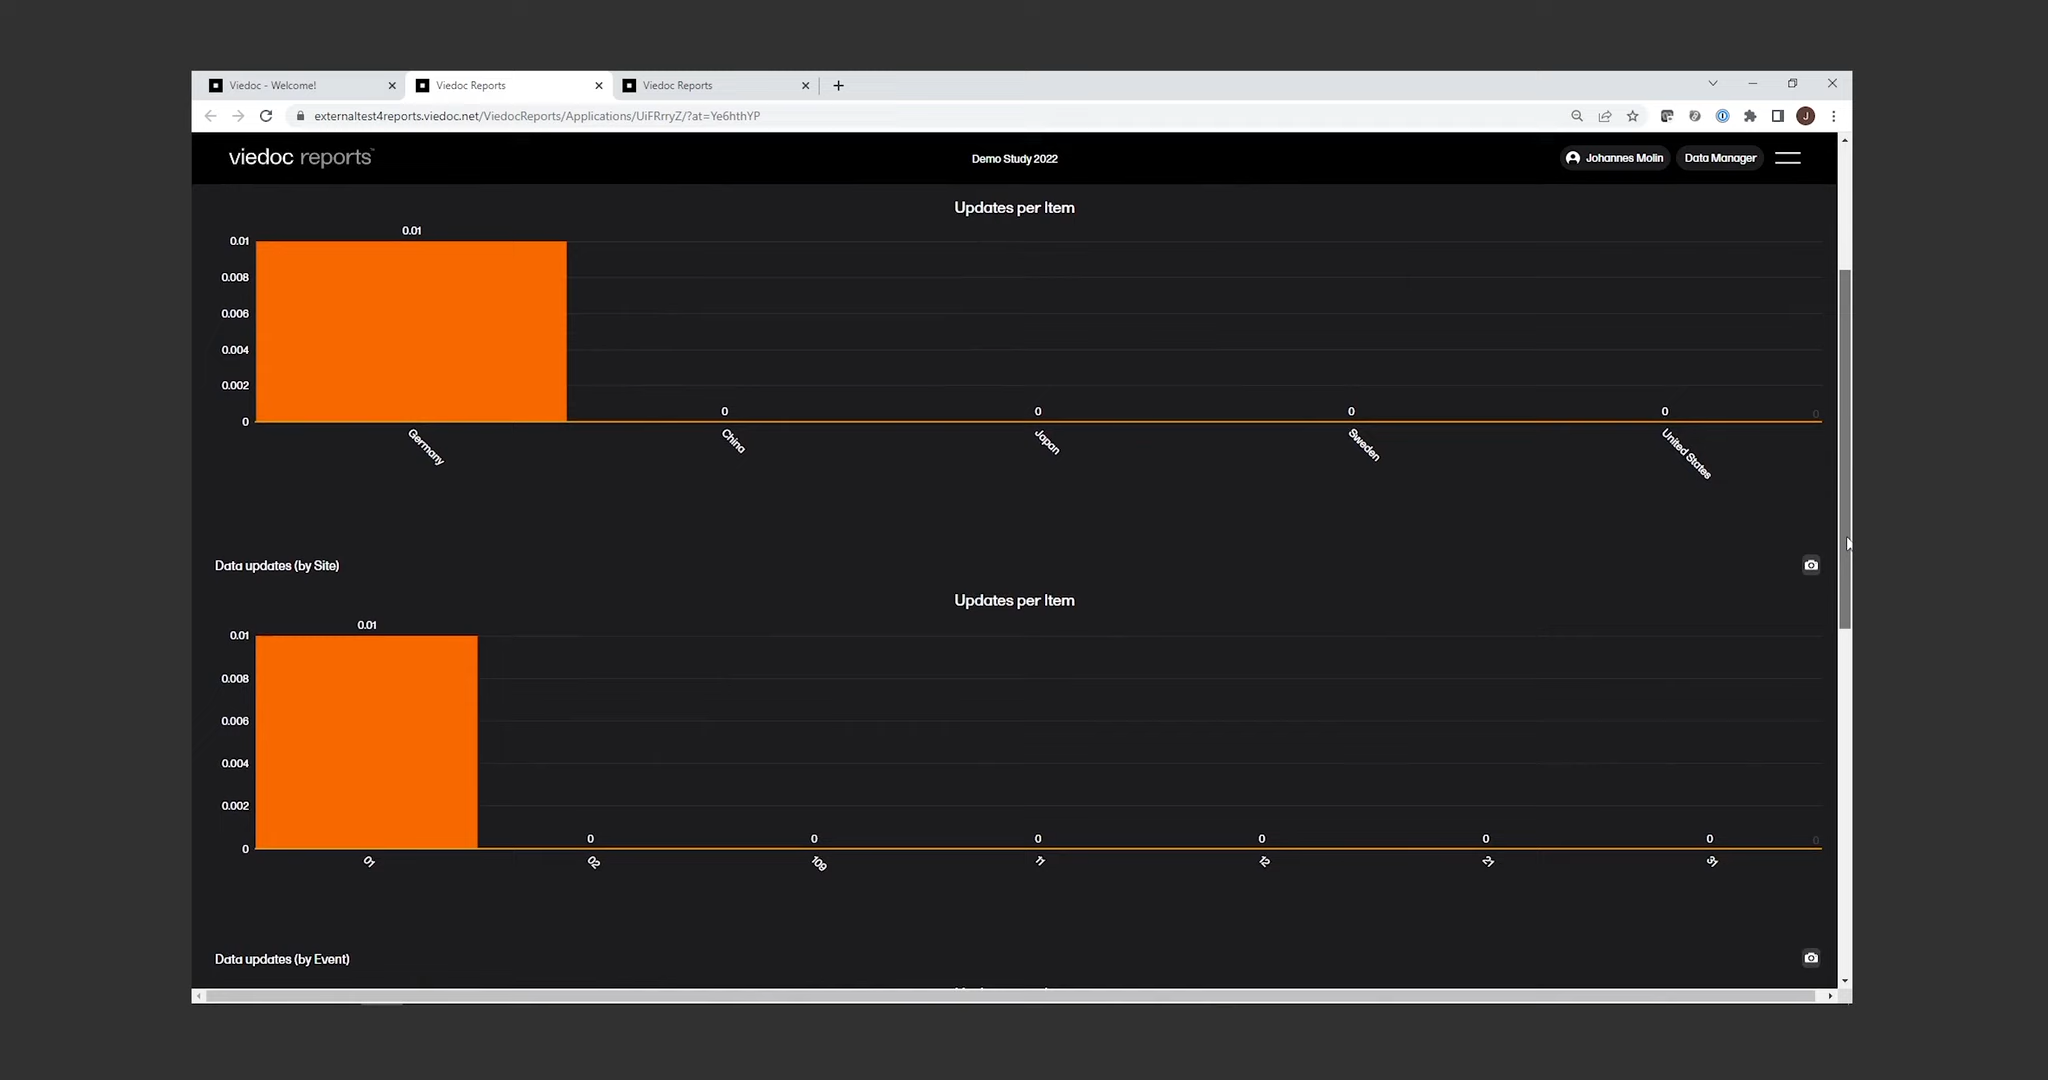 Viedoc - Welcome!
Viedoc Reports
Viedoc Reports
externaltest4reports.viedoc.net/ViedocReports/Applications/UiFRrryZ/?at=Ye6hthYP
J
viedoc reports™
Demo Study 2022
Johannes Molin
Data Manager
Updates per Item
0.01
0.01
0.008
0.006
0.004
0.002
0
0
0
0
0
0
Germany
China
Japan
Sweden
United States
Data updates (by Site)
Updates per Item
0.01
0.01
0.008
0.006
0.004
0.002
0
0
0
0
0
0
0
0
01
02
109
11
12
21
31
Data updates (by Event)